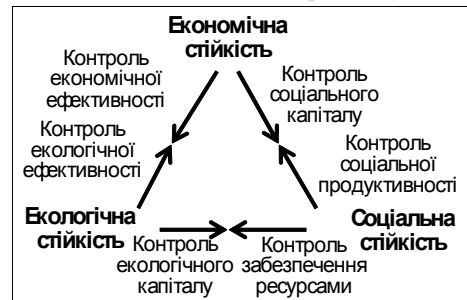 Економічна
стійкість
Контроль
економічної
ефективності
Контроль
соціального
капіталу
Контроль
екологічної
ефективності
Контроль
соціальної
продуктивності
Екологічна
стійкість
Соціальна
стійкість
Контроль
екологічного
капіталу
Контроль
забезпечення
ресурсами